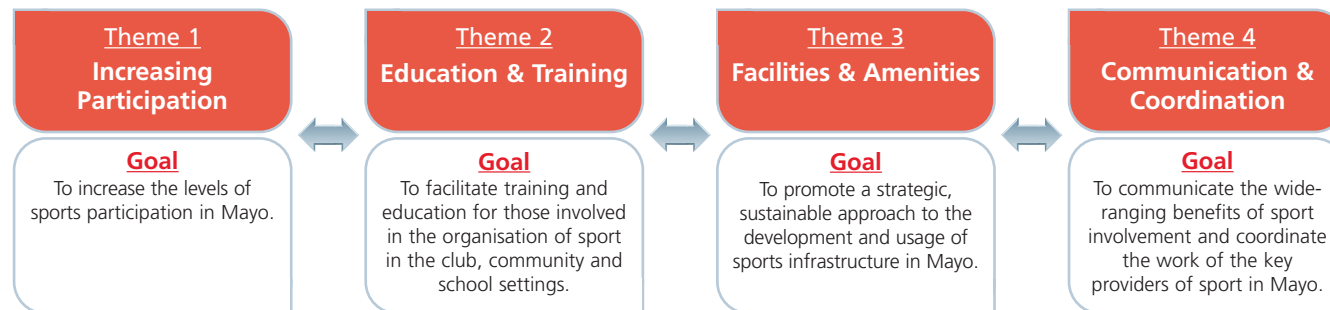 Theme 1
Increasing
Participation
Goal
To increase the levels of
sports participation in Mayo.
Theme 2
Education & Training
Goal
To facilitate training and
education for those involved
in the organisation of sport
in the club, community and
school settings.
Theme 3
Facilities & Amenities
Goal
To promote a strategic,
sustainable approach to the
development and usage of
sports infrastructure in Mayo.
Theme 4
Communication &
Coordination
Goal
To communicate the wide-
ranging benefits of sport
involvement and coordinate
the work of the key
providers of sport in Mayo.